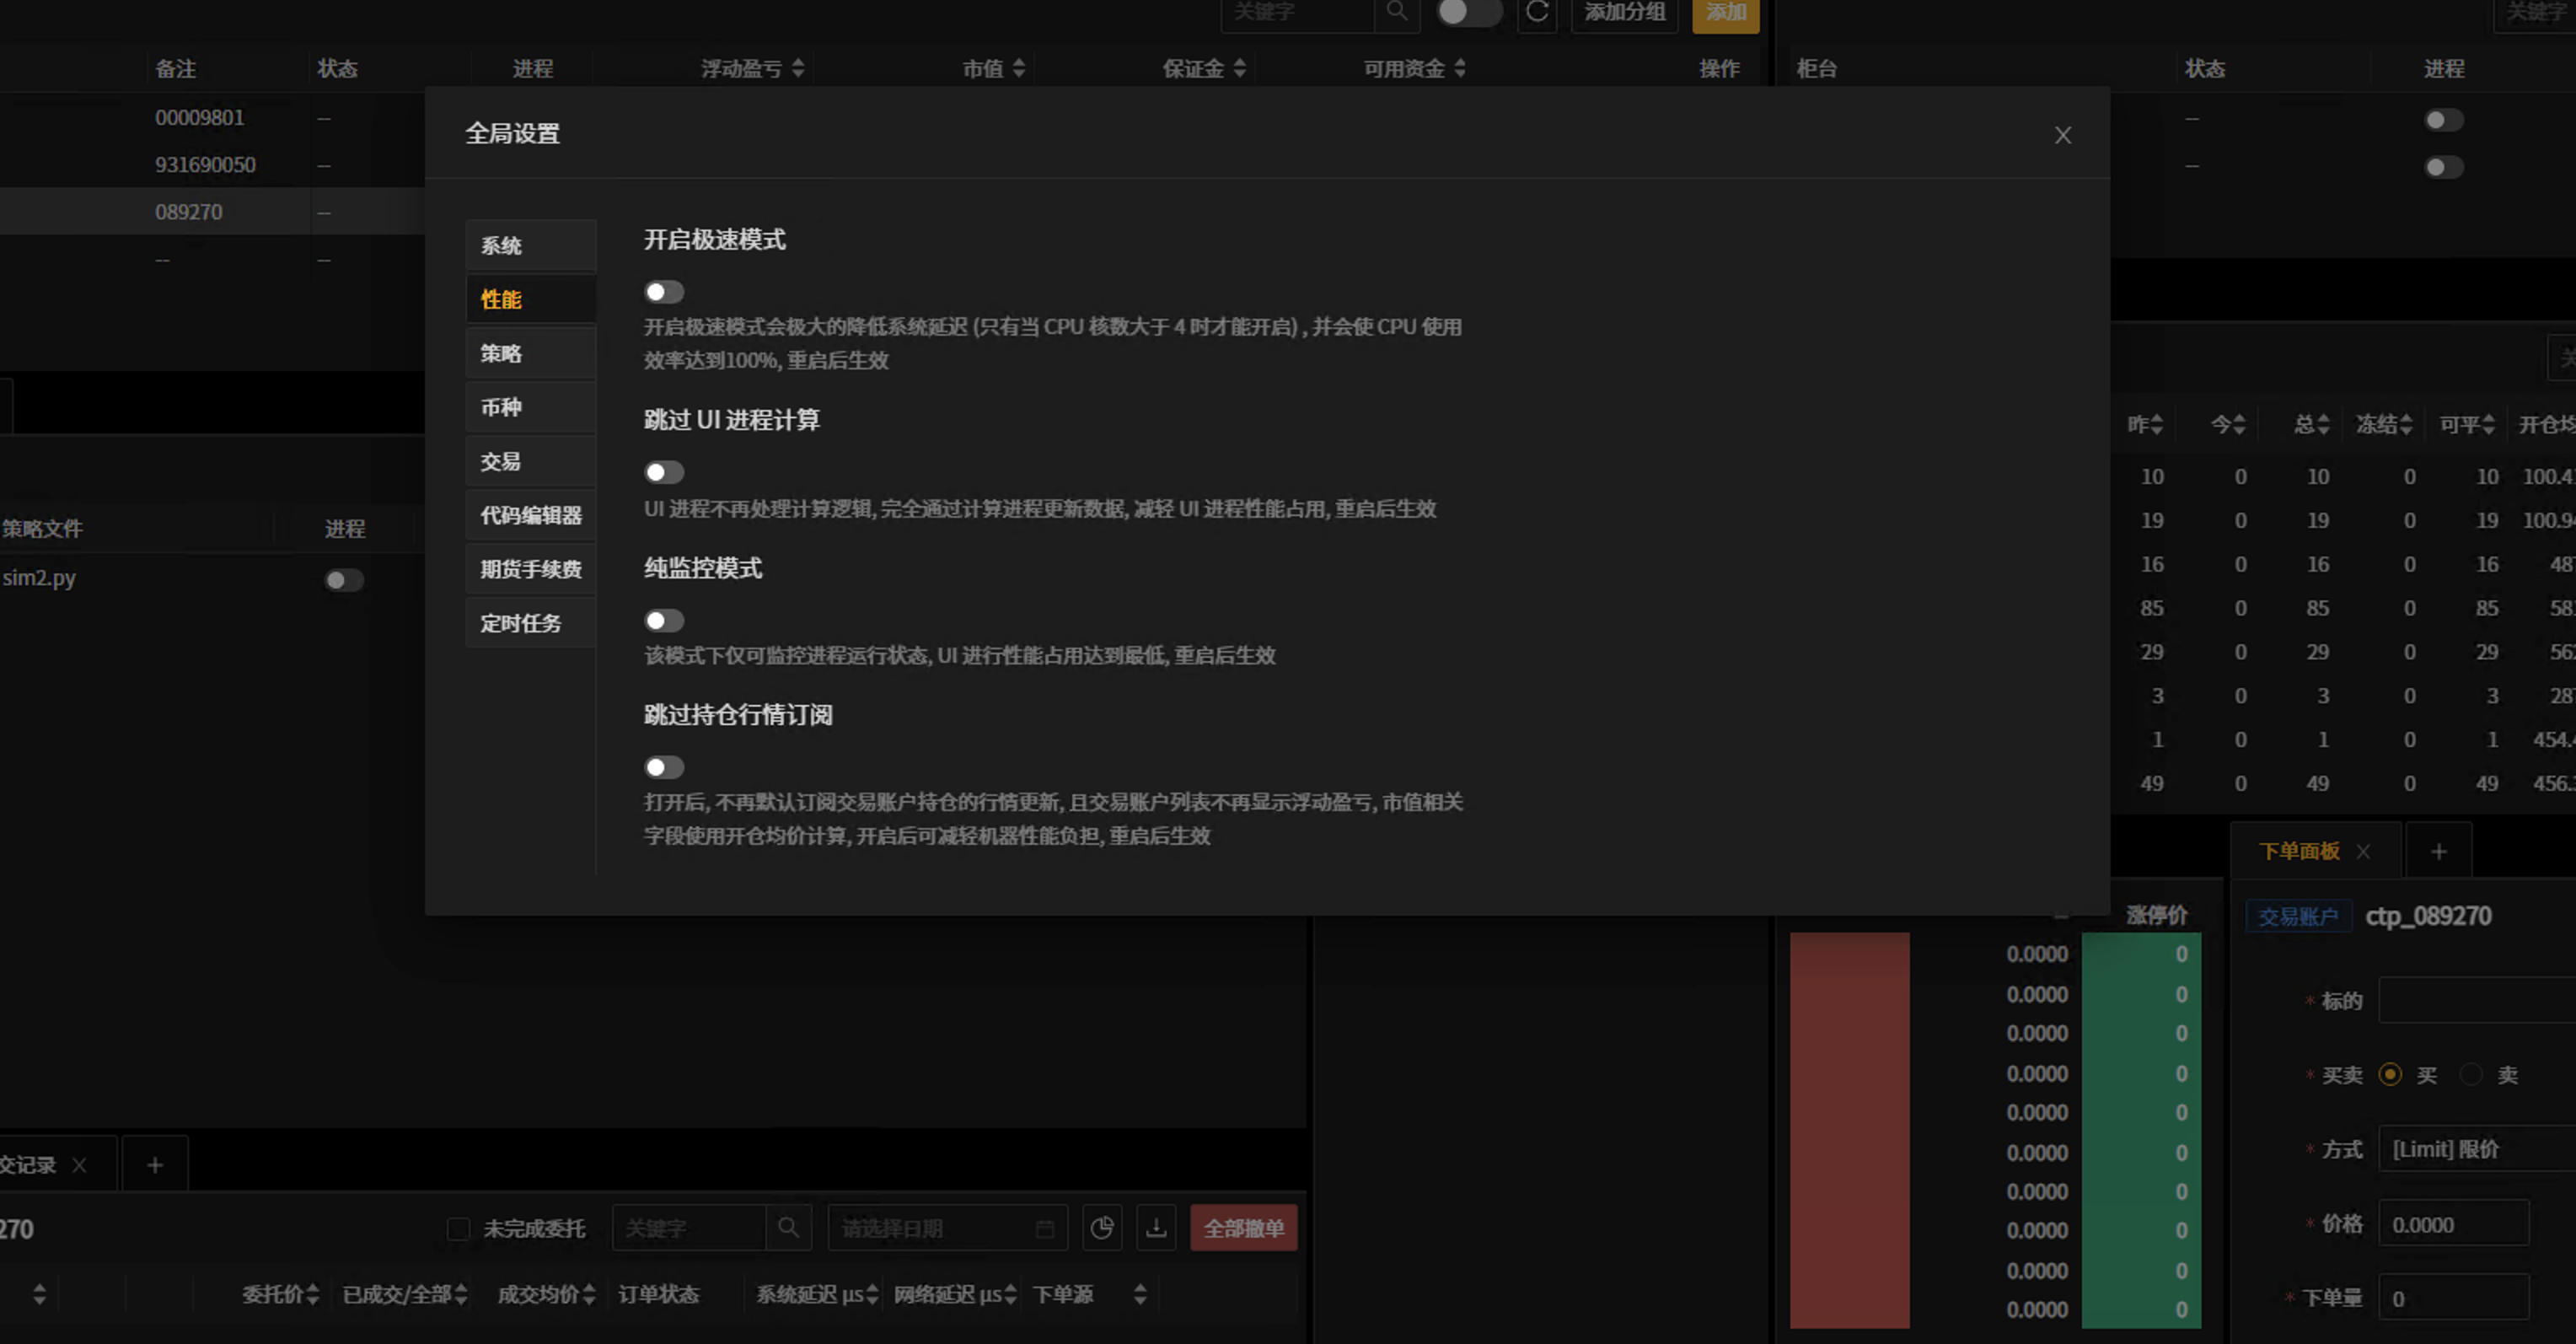 关键字
添加分组
添加
关键字
备注 状态 进程 浮动盈亏 市值 保证金 可用资金 操作
柜台 状态 进程
00009801 --
931690050 --
089270 --
-- --
--
--
全局设置
系统
性能
策略
币种
交易
代码编辑器
期货手续费
定时任务
开启极速模式
开启极速模式会极大的降低系统延迟 (只有当 CPU 核数大于 4 时才能开启) , 并会使 CPU 使用
效率达到100%, 重启后生效
跳过 UI 进程计算
UI 进程不再处理计算逻辑, 完全通过计算进程更新数据, 减轻 UI 进程性能占用, 重启后生效
纯监控模式
该模式下仅可监控进程运行状态, UI 进行性能占用达到最低, 重启后生效
跳过持仓行情订阅
打开后, 不再默认订阅交易账户持仓的行情更新, 且交易账户列表不再显示浮动盈亏, 市值相关
字段使用开仓均价计算, 开启后可减轻机器性能负担, 重启后生效
策略文件 进程
sim2.py
昨 今 总 冻结 可平 开仓均
10 0 10 0 10 100.4
19 0 19 0 19 100.9
16 0 16 0 16 48
85 0 85 0 85 58
29 0 29 0 29 56
3 0 3 0 3 28
1 0 1 0 1 454.
49 0 49 0 49 456.
涨停价
0.0000 0
0.0000 0
0.0000 0
0.0000 0
0.0000 0
0.0000 0
0.0000 0
0.0000 0
0.0000 0
0.0000 0
下单面板
交易账户 ctp_089270
* 标的
* 买卖 买 卖
* 方式 [Limit] 限价
* 价格 0.0000
* 下单量 0
交记录
270 未完成委托 关键字 请选择日期 全部撤单
委托价 已成交/全部 成交均价 订单状态 系统延迟 μs 网络延迟 μs 下单源